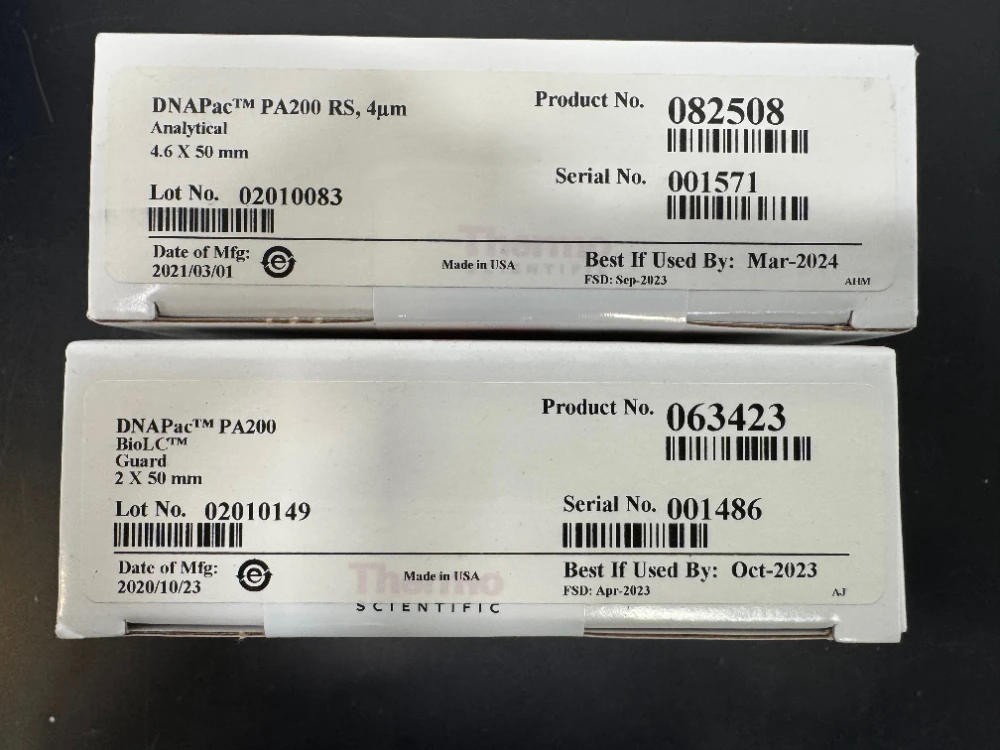 DNAPac™ PA200 RS, 4µm
Analytical
4.6 X 50 mm
Product No. 082508
Serial No. 001571
Lot No. 02010083
Date of Mfg:
2021/03/01
Thermo
SCIENTIFIC
Made in USA
Best If Used By: Mar-2024
FSD: Sep-2023
AHM
DNAPac™ PA200
BioLC™
Guard
2 X 50 mm
Product No. 063423
Lot No. 02010149
Serial No. 001486
Date of Mfg:
2020/10/23
e
Thermo
SCIENTIFIC
Made in USA
Best If Used By: Oct-2023
FSD: Apr-2023
AJ